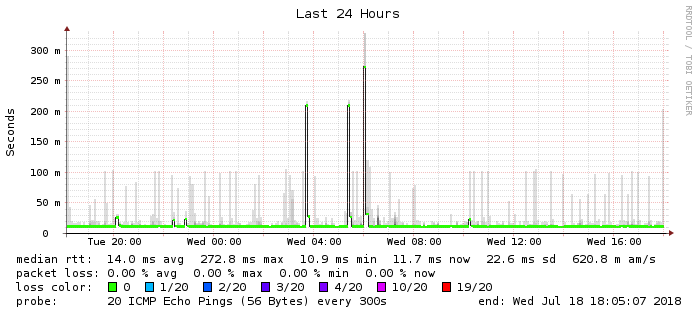 Last 24 Hours
RRDTOOL / TOBI OETIKER
Seconds
300 m
250 m
200 m
150 m
100 m
50 m
0
Tue 20:00 Wed 00:00 Wed 04:00 Wed 08:00 Wed 12:00 Wed 16:00
median rtt: 14.0 ms avg 272.8 ms max 10.9 ms min 11.7 ms now 22.6 ms sd 620.8 m am/s
packet loss: 0.00 % avg 0.00 % max 0.00 % min 0.00 % now
loss color: 0 1/20 2/20 3/20 4/20 10/20 19/20
probe: 20 ICMP Echo Pings (56 Bytes) every 300s end: Wed Jul 18 18:05:07 2018